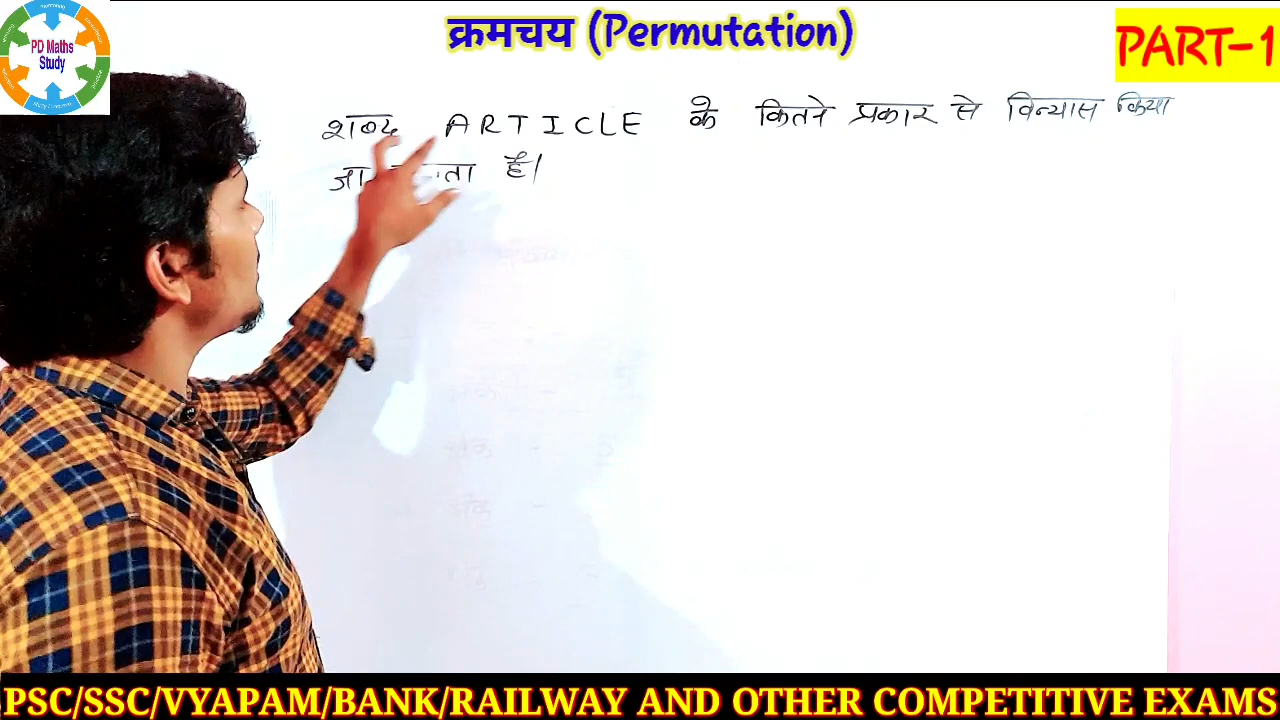 PD Maths
Study
क्रमचय (Permutation)
PART-1
शब्द ARTICLE के कितने प्रकार से विन्यास किया
जा है।
PSC/SSC/VYAPAM/BANK/RAILWAY AND OTHER COMPETITIVE EXAMS